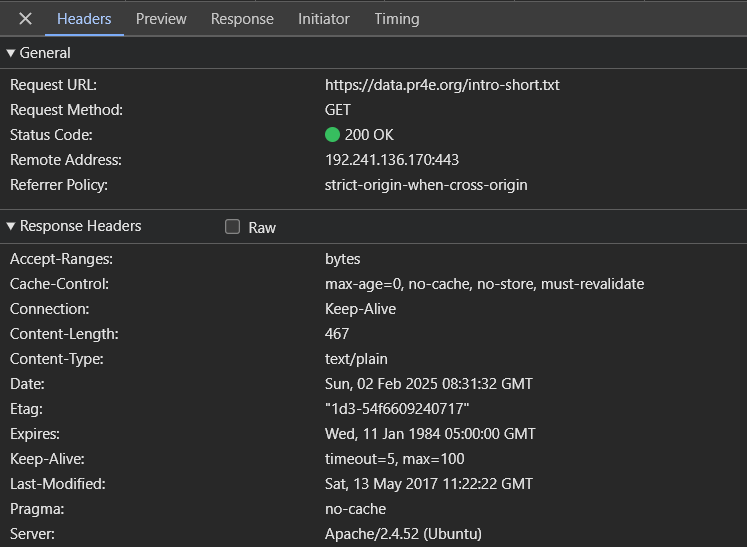 Headers Preview Response Initiator Timing
General
Request URL: https://data.pr4e.org/intro-short.txt
Request Method: GET
Status Code: 200 OK
Remote Address: 192.241.136.170:443
Referrer Policy: strict-origin-when-cross-origin
Response Headers Raw
Accept-Ranges: bytes
Cache-Control: max-age=0, no-cache, no-store, must-revalidate
Connection: Keep-Alive
Content-Length: 467
Content-Type: text/plain
Date: Sun, 02 Feb 2025 08:31:32 GMT
Etag: "1d3-54f6609240717"
Expires: Wed, 11 Jan 1984 05:00:00 GMT
Keep-Alive: timeout=5, max=100
Last-Modified: Sat, 13 May 2017 11:22:22 GMT
Pragma: no-cache
Server: Apache/2.4.52 (Ubuntu)